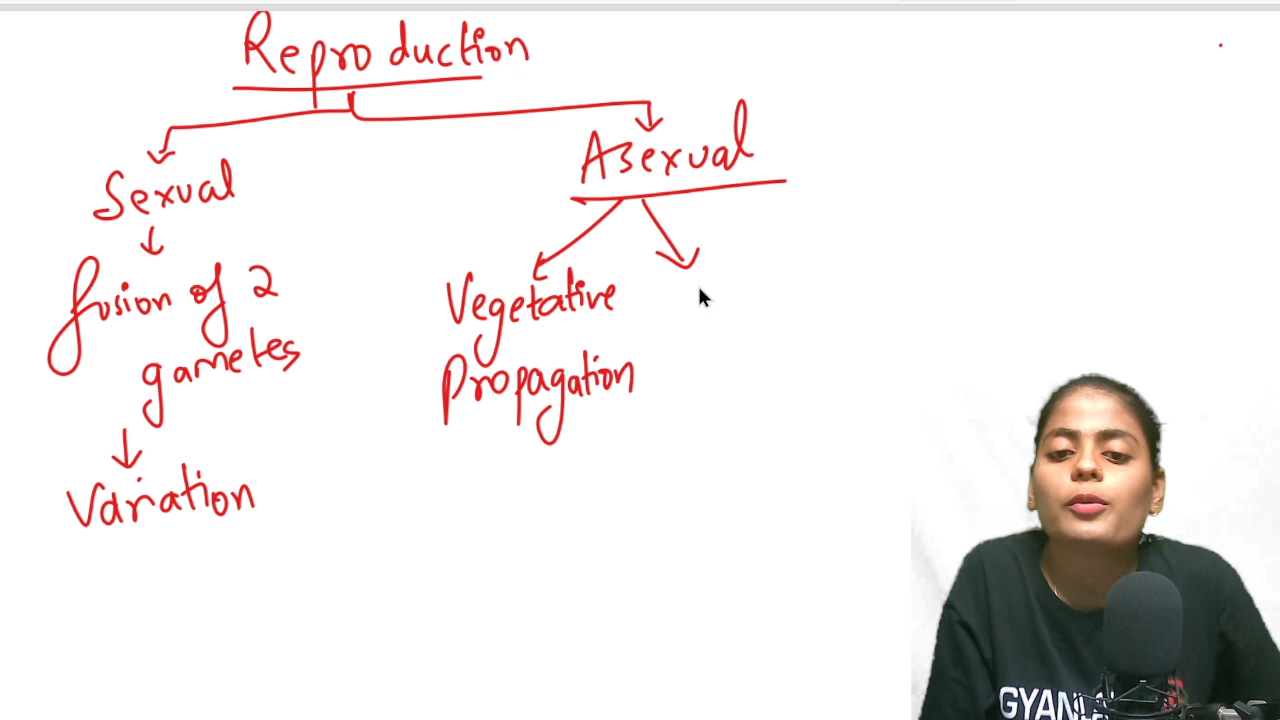 Reproduction
Sexual
Asexual
fusion of 2
gametes
Variation
Vegetative
Propagation